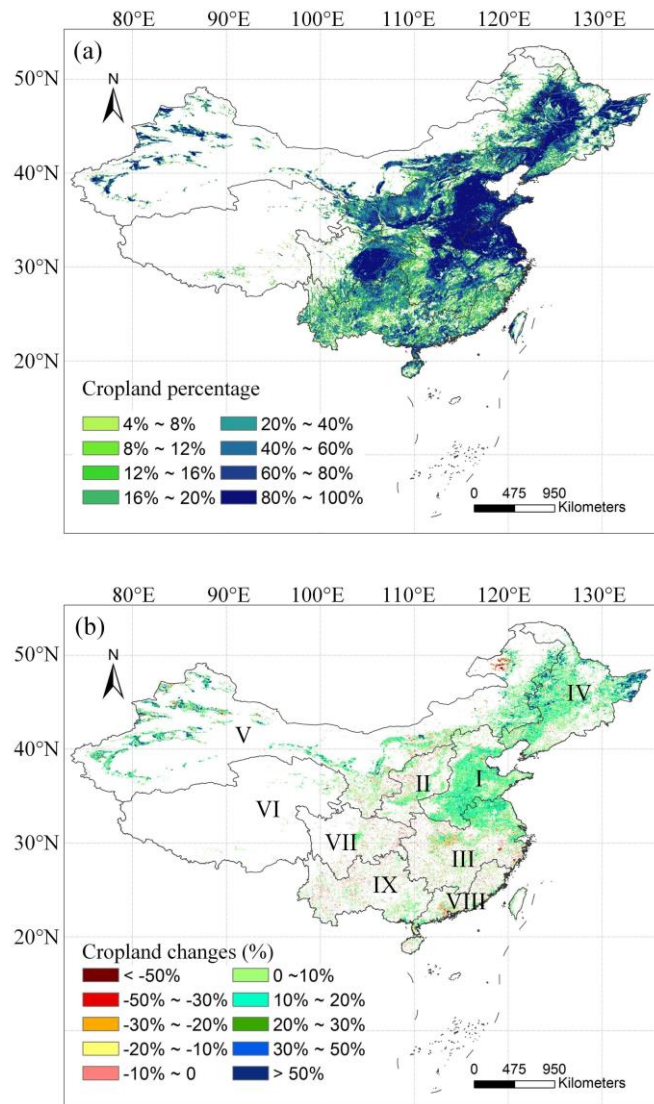 (a)
N
50°N
40°N
30°N
20°N
Cropland percentage
4% ~ 8% 20% ~ 40%
8% ~ 12% 40% ~ 60%
12% ~ 16% 60% ~ 80%
16% ~ 20% 80% ~ 100%
0 475 950
Kilometers
80°E 90°E 100°E 110°E 120°E 130°E
80°E 90°E 100°E 110°E 120°E 130°E
(b)
N
50°N
40°N
30°N
20°N
IV
V
I
II
VI
VII
III
IX
VIII
Cropland changes (%)
< -50% 0 ~10%
-50% ~ -30% 10% ~ 20%
-30% ~ -20% 20% ~ 30%
-20% ~ -10% 30% ~ 50%
-10% ~ 0 > 50%
0 475 950
Kilometers